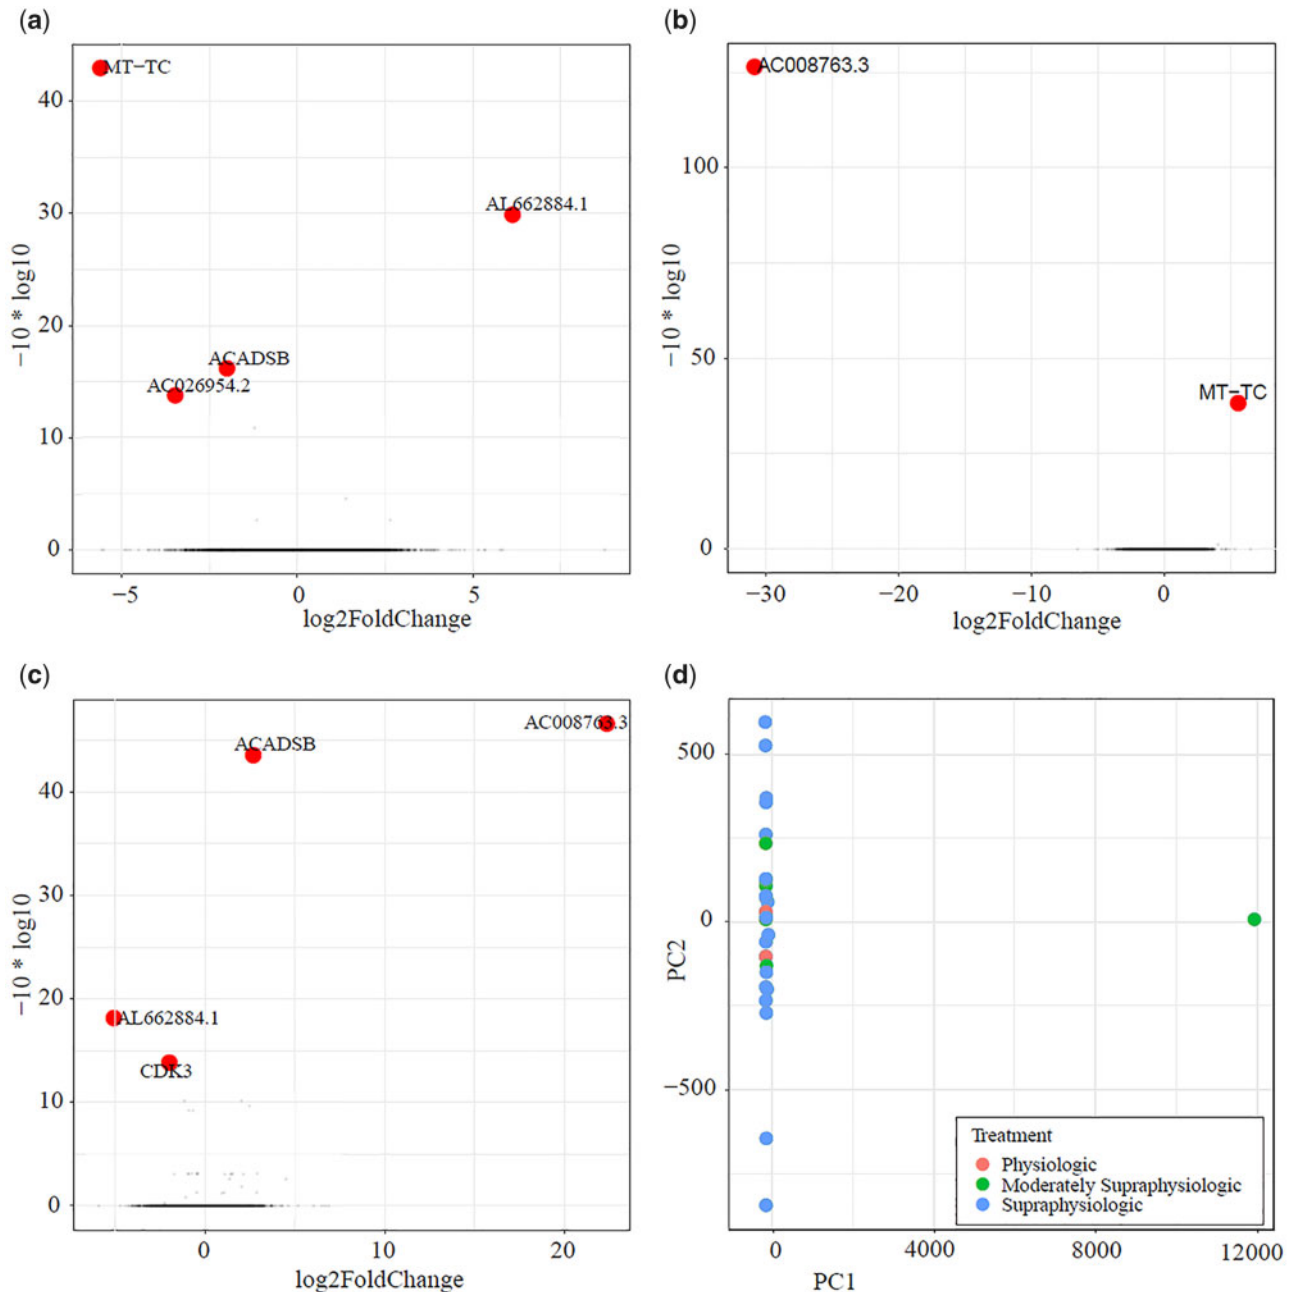 (a)
MT−TC
AL662884.1
ACADSB
AC026954.2
40
30
20
10
0
−10 * log10
−5
0
5
log2FoldChange
(b)
AC008763.3
MT−TC
100
50
0
−10 * log10
−30
−20
−10
0
log2FoldChange
(c)
AC008763.3
ACADSB
AL662884.1
CDK3
40
30
20
10
0
−10 * log10
0
10
20
log2FoldChange
(d)
500
0
−500
PC2
Treatment
Physiologic
Moderately Supraphysiologic
Supraphysiologic
0
4000
8000
12000
PC1